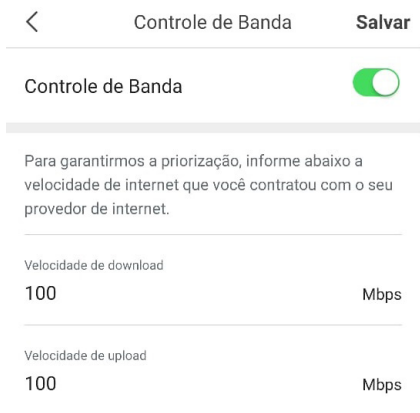 Controle de Banda Salvar
Controle de Banda
Para garantirmos a priorização, informe abaixo a
velocidade de internet que você contratou com o seu
provedor de internet.
Velocidade de download
100 Mbps
Velocidade de upload
100 Mbps